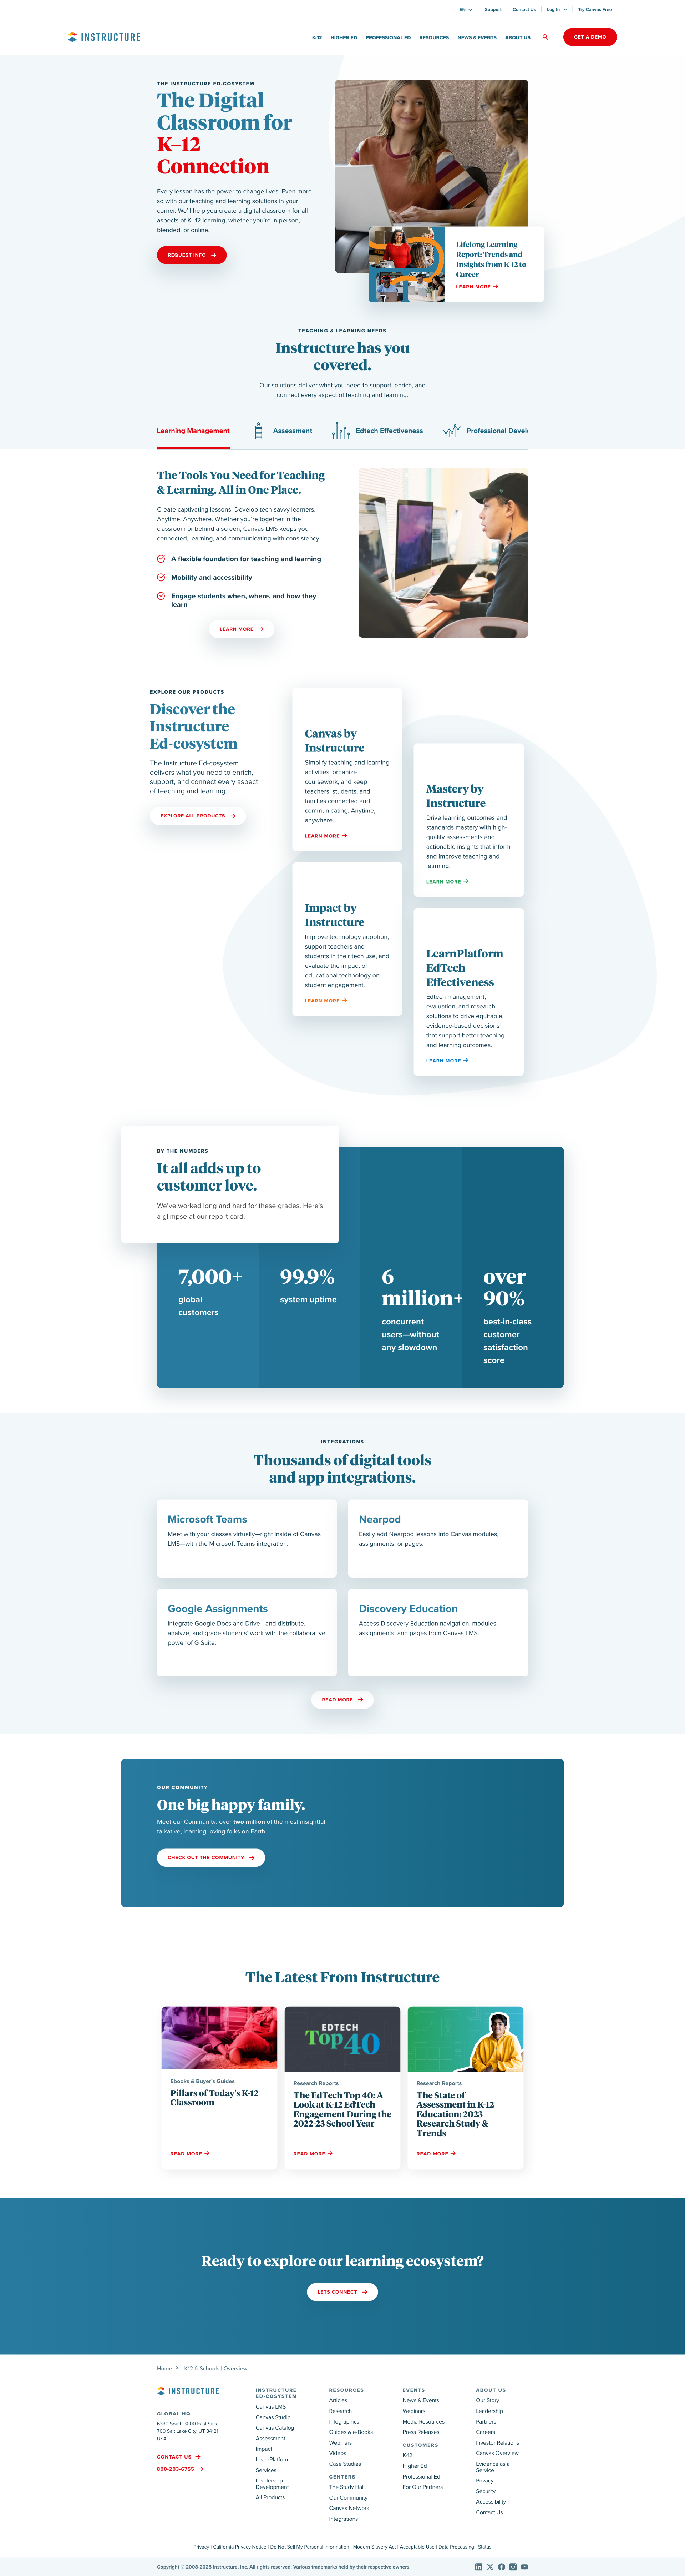 EN
Support
Contact Us
Log In
Try Canvas Free
INSTRUCTURE
K-12
HIGHER ED
PROFESSIONAL ED
RESOURCES
NEWS & EVENTS
ABOUT US
GET A DEMO
THE INSTRUCTURE ED-COSYSTEM
The Digital
Classroom for
K–12
Connection
Every lesson has the power to change lives. Even more
so with our teaching and learning solutions in your
corner. We'll help you create a digital classroom for all
aspects of K–12 learning, whether you're in person,
blended, or online.
REQUEST INFO
Lifelong Learning
Report: Trends and
Insights from K-12 to
Career
LEARN MORE
TEACHING & LEARNING NEEDS
Instructure has you
covered.
Our solutions deliver what you need to support, enrich, and
connect every aspect of teaching and learning.
Learning Management
Assessment
Edtech Effectiveness
Professional Devel
The Tools You Need for Teaching
& Learning. All in One Place.
Create captivating lessons. Develop tech-savvy learners.
Anytime. Anywhere. Whether you're together in the
classroom or behind a screen, Canvas LMS keeps you
connected, learning, and communicating with consistency.
A flexible foundation for teaching and learning
Mobility and accessibility
Engage students when, where, and how they
learn
LEARN MORE
EXPLORE OUR PRODUCTS
Discover the
Instructure
Ed-cosystem
The Instructure Ed-cosystem
delivers what you need to enrich,
support, and connect every aspect
of teaching and learning.
EXPLORE ALL PRODUCTS
Canvas by
Instructure
Simplify teaching and learning
activities, organize
coursework, and keep
teachers, students, and
families connected and
communicating. Anytime,
anywhere.
LEARN MORE
Mastery by
Instructure
Drive learning outcomes and
standards mastery with high-
quality assessments and
actionable insights that inform
and improve teaching and
learning.
LEARN MORE
Impact by
Instructure
Improve technology adoption,
support teachers and
students in their tech use, and
evaluate the impact of
educational technology on
student engagement.
LEARN MORE
LearnPlatform
EdTech
Effectiveness
Edtech management,
evaluation, and research
solutions to drive equitable,
evidence-based decisions
that support better teaching
and learning outcomes.
LEARN MORE
BY THE NUMBERS
It all adds up to
customer love.
We've worked long and hard for these grades. Here's
a glimpse at our report card.
7,000+
global
customers
99.9%
system uptime
6
million+
concurrent
users—without
any slowdown
over
90%
best-in-class
customer
satisfaction
score
INTEGRATIONS
Thousands of digital tools
and app integrations.
Microsoft Teams
Meet with your classes virtually—right inside of Canvas
LMS—with the Microsoft Teams integration.
Nearpod
Easily add Nearpod lessons into Canvas modules,
assignments, or pages.
Google Assignments
Integrate Google Docs and Drive—and distribute,
analyze, and grade students' work with the collaborative
power of G Suite.
Discovery Education
Access Discovery Education navigation, modules,
assignments, and pages from Canvas LMS.
READ MORE
OUR COMMUNITY
One big happy family.
Meet our Community: over two million of the most insightful,
talkative, learning-loving folks on Earth.
CHECK OUT THE COMMUNITY
The Latest From Instructure
Ebooks & Buyer's Guides
Pillars of Today's K-12
Classroom
READ MORE
EDTECH
Top 40
Research Reports
The EdTech Top 40: A
Look at K-12 EdTech
Engagement During the
2022-23 School Year
READ MORE
Research Reports
The State of
Assessment in K-12
Education: 2023
Research Study &
Trends
READ MORE
Ready to explore our learning ecosystem?
LETS CONNECT
Home > K12 & Schools | Overview
INSTRUCTURE
GLOBAL HQ
6330 South 3000 East Suite
700 Salt Lake City, UT 84121
USA
CONTACT US
800-203-6755
INSTRUCTURE
ED-COSYSTEM
Canvas LMS
Canvas Studio
Canvas Catalog
Assessment
Impact
LearnPlatform
Services
Leadership
Development
All Products
RESOURCES
Articles
Research
Infographics
Guides & e-Books
Webinars
Videos
Case Studies
CENTERS
The Study Hall
Our Community
Canvas Network
Integrations
EVENTS
News & Events
Webinars
Media Resources
Press Releases
CUSTOMERS
K-12
Higher Ed
Professional Ed
For Our Partners
ABOUT US
Our Story
Leadership
Partners
Careers
Investor Relations
Canvas Overview
Evidence as a
Service
Privacy
Security
Accessibility
Contact Us
Privacy | California Privacy Notice | Do Not Sell My Personal Information | Modern Slavery Act | Acceptable Use | Data Processing | Status
Copyright © 2008-2025 Instructure, Inc. All rights reserved. Various trademarks held by their respective owners.